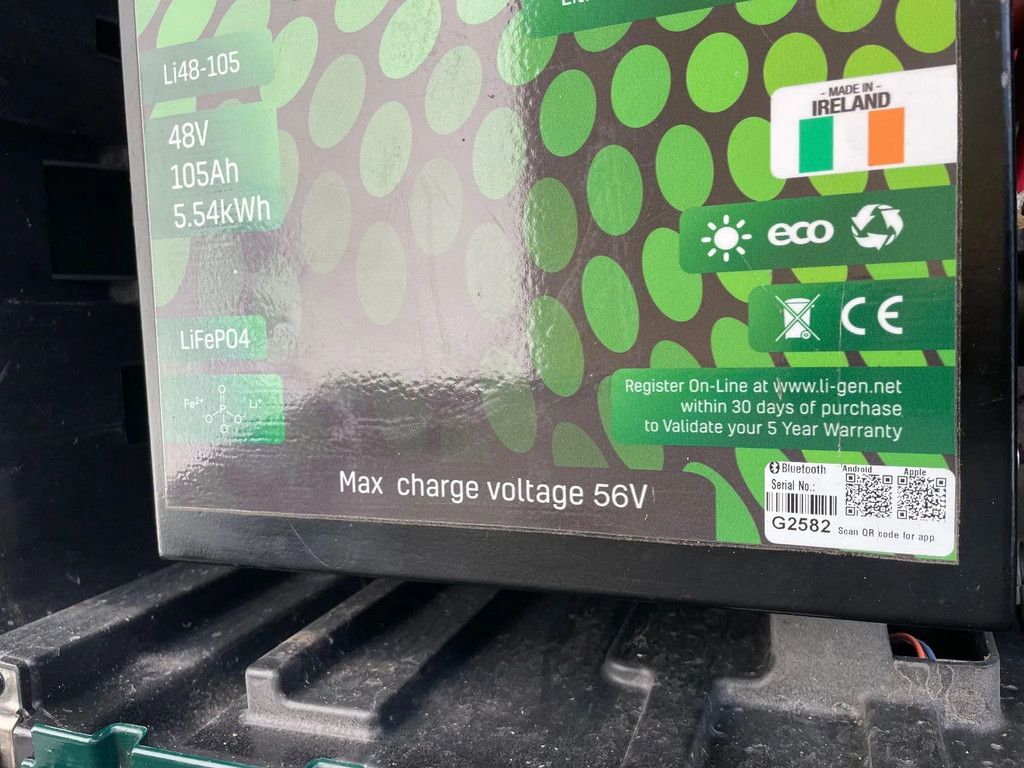 Li48-105
48V
105Ah
5.54kWh
LiFePO4
Fe²⁺ Li⁺
O
O P O
O
Max charge voltage 56V
- MADE IN -
IRELAND
eco
CE
Register On-Line at www.li-gen.net
within 30 days of purchase
to Validate your 5 Year Warranty
Bluetooth Android Apple
Serial No.:
G2582 Scan QR code for app